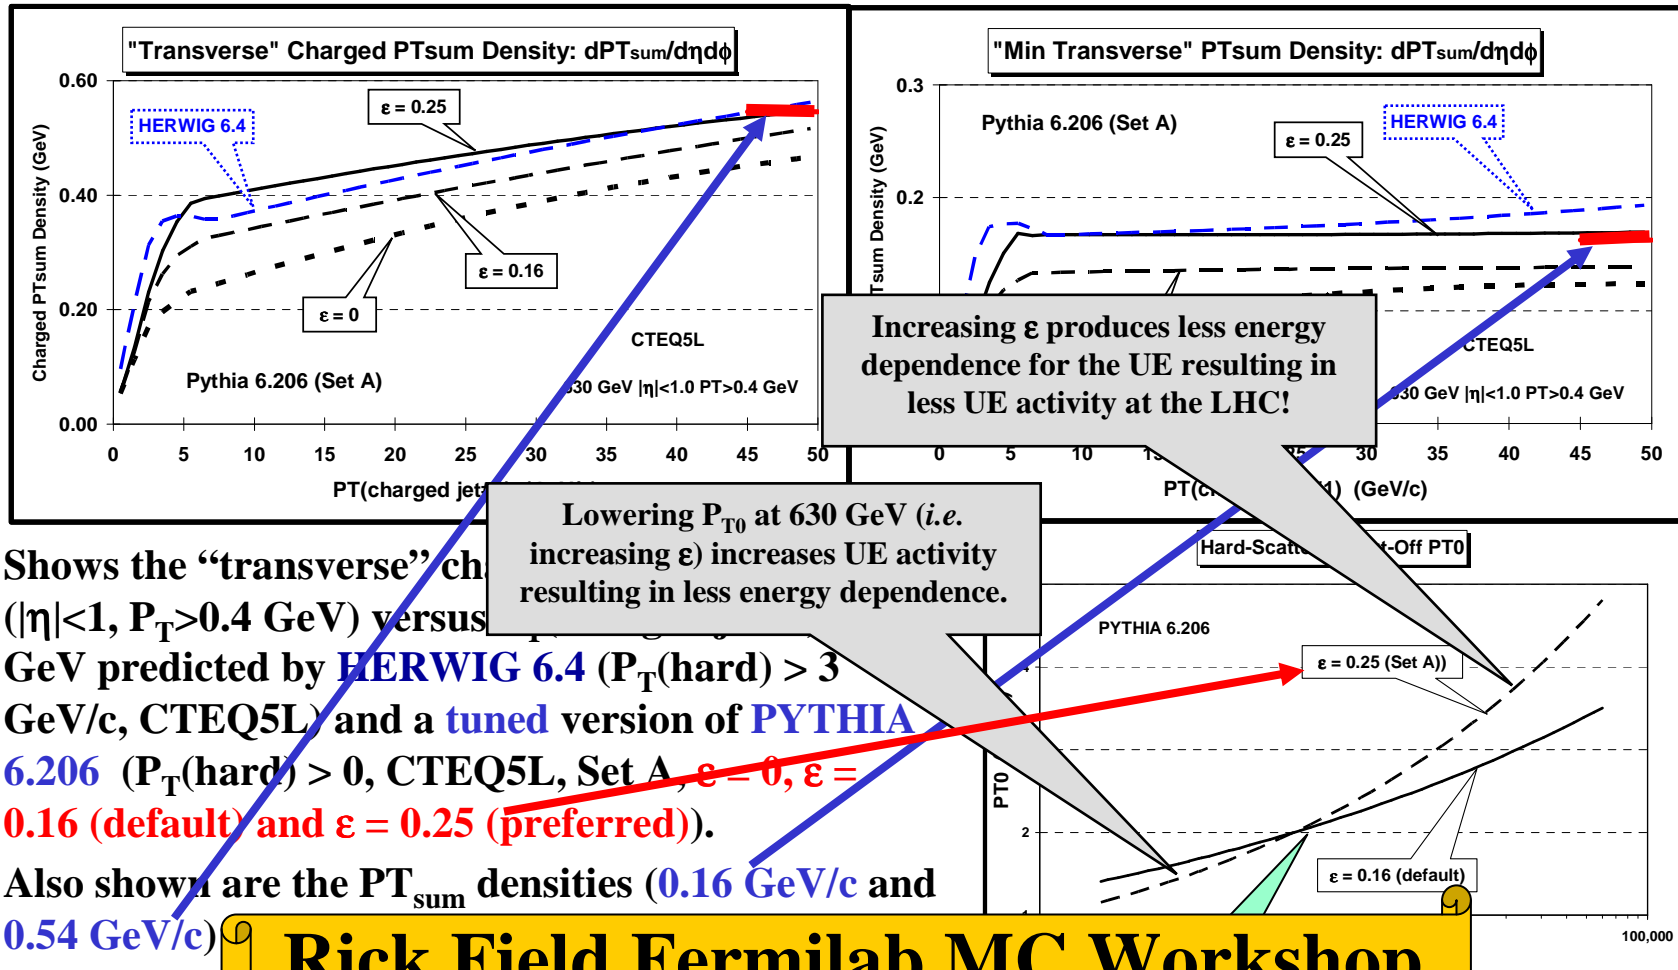 "Transverse" Charged PTsum Density: dPTsum/dηdφ
0.60
0.40
0.20
0.00
Charged PTsum Density (GeV)
HERWIG 6.4
ε = 0.25
ε = 0.16
ε = 0
CTEQ5L
Pythia 6.206 (Set A)
630 GeV |η|<1.0 PT>0.4 GeV
0 5 10 15 20 25 30 35 40 45 50
PT(charged
"Min Transverse" PTsum Density: dPTsum/dηdφ
0.3
0.2
Tsum Density (GeV)
Pythia 6.206 (Set A)
ε = 0.25
HERWIG 6.4
CTEQ5L
630 GeV |η|<1.0 PT>0.4 GeV
0 5 10 25 30 35 40 45 50
(GeV/c)
Increasing ε produces less energy
dependence for the UE resulting in
less UE activity at the LHC!
Lowering PT0 at 630 GeV (i.e.
increasing ε) increases UE activity
resulting in less energy dependence.
Shows the “transverse”
(|η|<1, PT>0.4 GeV) versus
GeV predicted by HERWIG 6.4 (PT(hard) > 3
GeV/c, CTEQ5L) and a tuned version of PYTHIA
6.206 (PT(hard) > 0, CTEQ5L, Set A, ε = 0, ε =
0.16 (default) and ε = 0.25 (preferred)).
Also shown are the PTsum densities (0.16 GeV/c and
0.54 GeV/c)
PT0
PYTHIA 6.206
ε = 0.25 (Set A))
2
PT0
ε = 0.16 (default)
100,000
Rick Field Fermilab MC Workshop